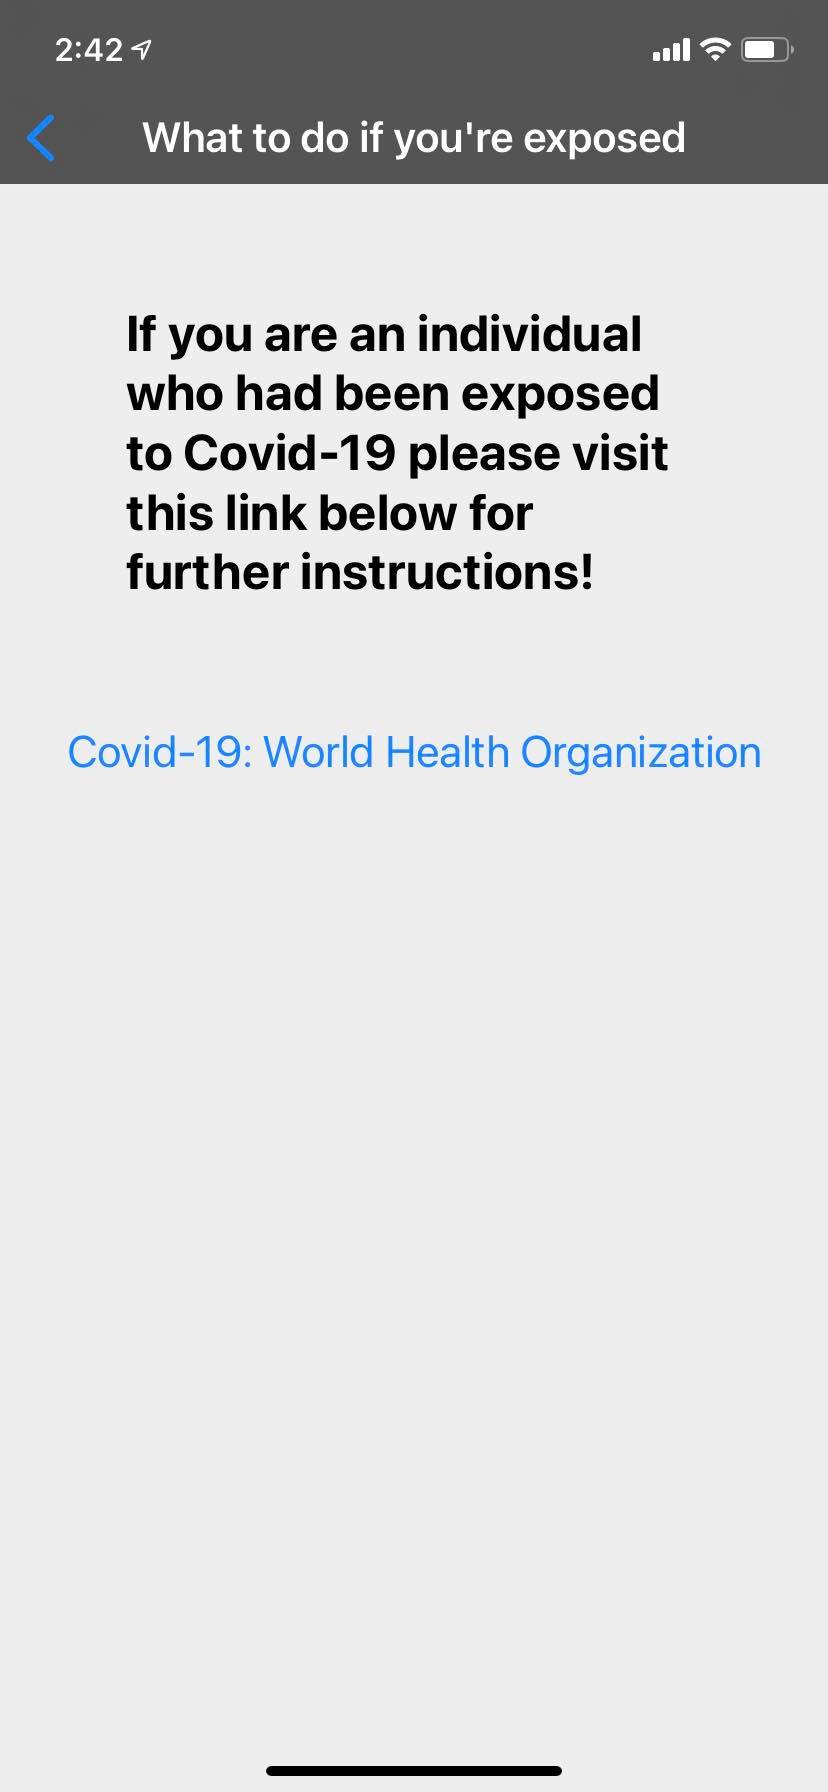 2:42
What to do if you're exposed
If you are an individual
who had been exposed
to Covid-19 please visit
this link below for
further instructions!
Covid-19: World Health Organization